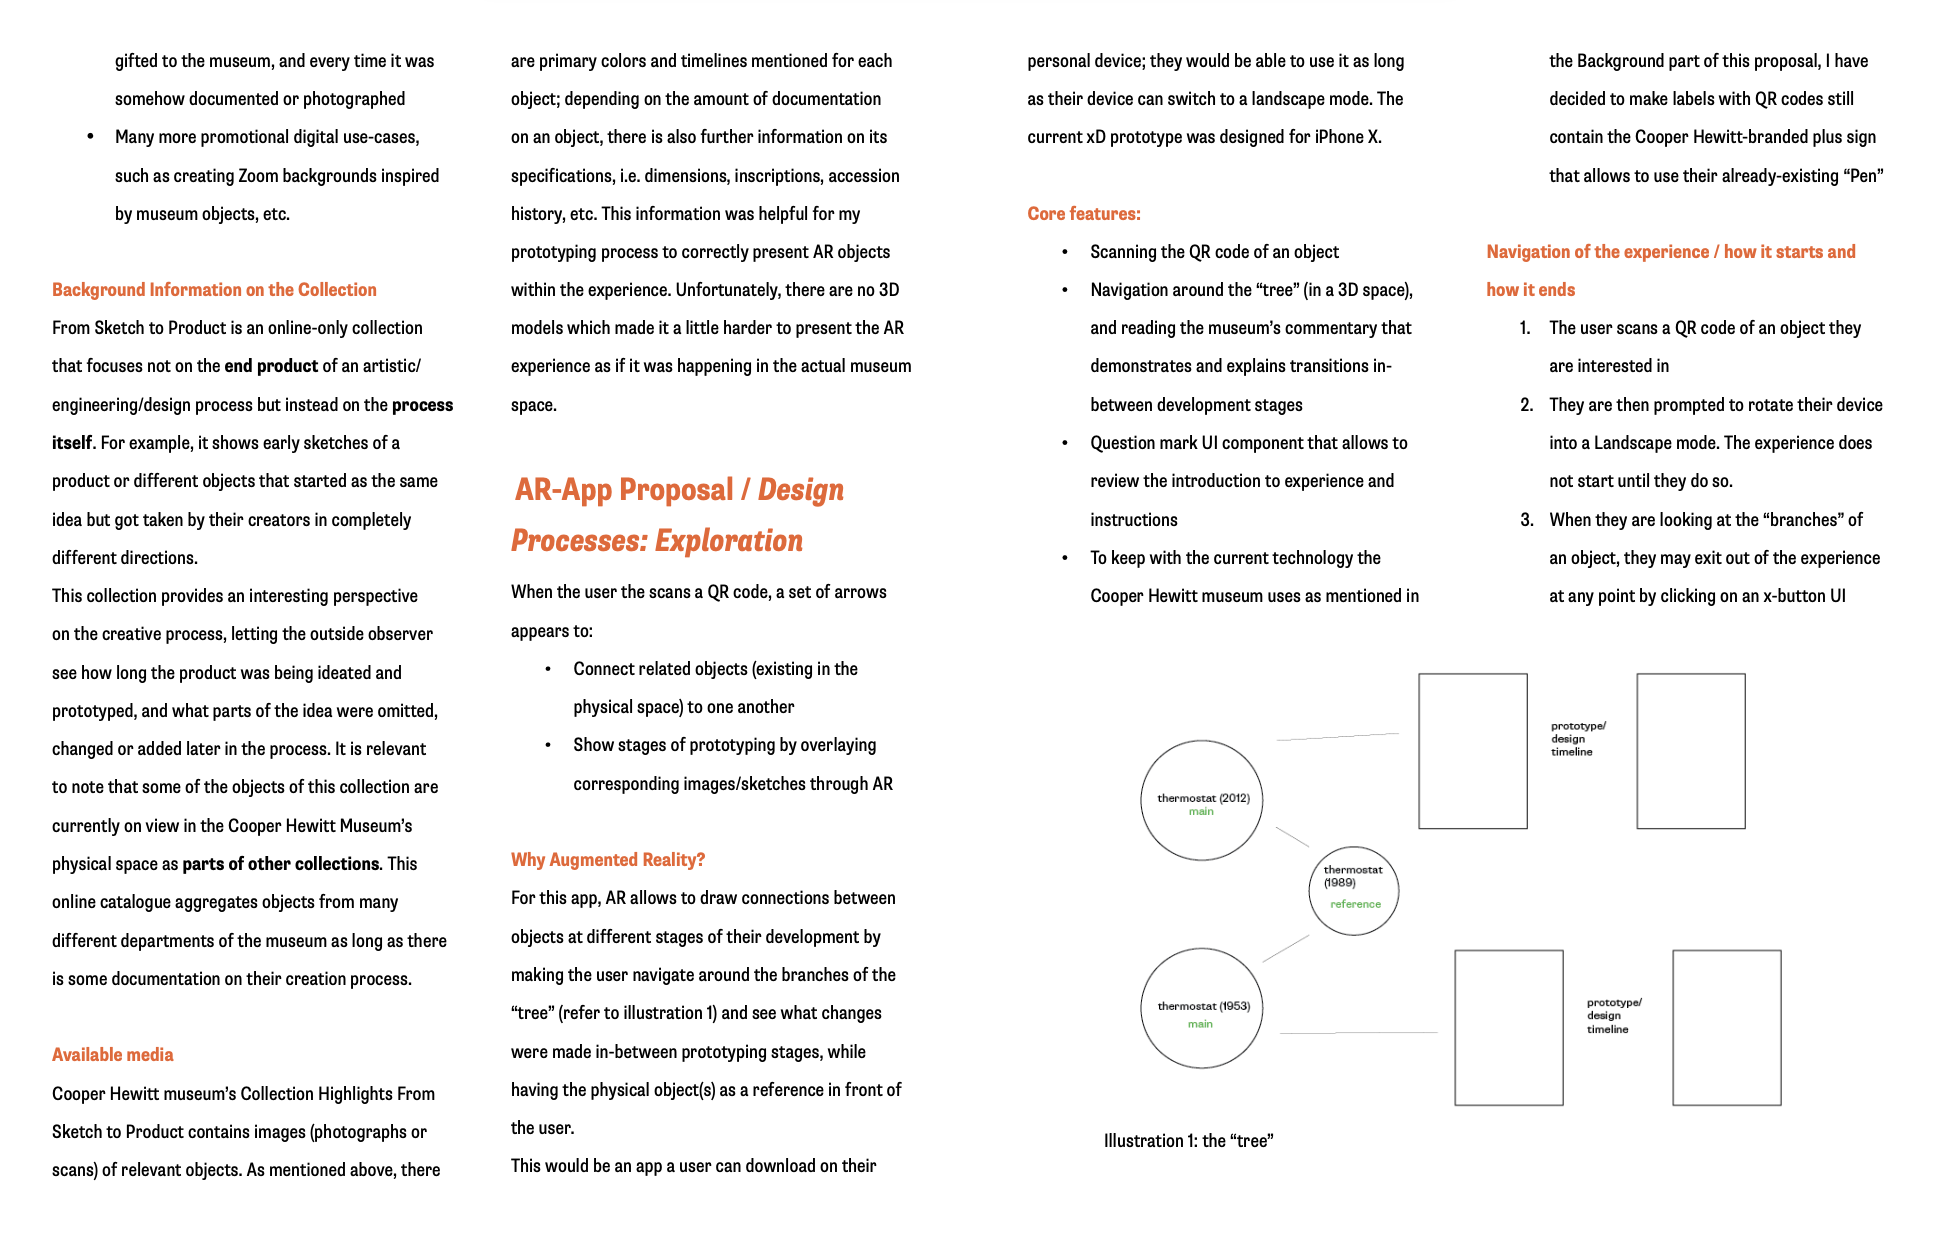 gifted to the museum, and every time it was
somehow documented or photographed
• Many more promotional digital use-cases,
such as creating Zoom backgrounds inspired
by museum objects, etc.
Background Information on the Collection
From Sketch to Product is an online-only collection
that focuses not on the end product of an artistic/
engineering/design process but instead on the process
itself. For example, it shows early sketches of a
product or different objects that started as the same
idea but got taken by their creators in completely
different directions.
This collection provides an interesting perspective
on the creative process, letting the outside observer
see how long the product was being ideated and
prototyped, and what parts of the idea were omitted,
changed or added later in the process. It is relevant
to note that some of the objects of this collection are
currently on view in the Cooper Hewitt Museum’s
physical space as parts of other collections. This
online catalogue aggregates objects from many
different departments of the museum as long as there
is some documentation on their creation process.
Available media
Cooper Hewitt museum’s Collection Highlights From
Sketch to Product contains images (photographs or
scans) of relevant objects. As mentioned above, there
are primary colors and timelines mentioned for each
object; depending on the amount of documentation
on an object, there is also further information on its
specifications, i.e. dimensions, inscriptions, accession
history, etc. This information was helpful for my
prototyping process to correctly present AR objects
within the experience. Unfortunately, there are no 3D
models which made it a little harder to present the AR
experience as if it was happening in the actual museum
space.
AR-App Proposal / Design
Processes: Exploration
When the user the scans a QR code, a set of arrows
appears to:
• Connect related objects (existing in the
physical space) to one another
• Show stages of prototyping by overlaying
corresponding images/sketches through AR
Why Augmented Reality?
For this app, AR allows to draw connections between
objects at different stages of their development by
making the user navigate around the branches of the
“tree” (refer to illustration 1) and see what changes
were made in-between prototyping stages, while
having the physical object(s) as a reference in front of
the user.
This would be an app a user can download on their
personal device; they would be able to use it as long
as their device can switch to a landscape mode. The
current xD prototype was designed for iPhone X.
Core features:
• Scanning the QR code of an object
• Navigation around the “tree” (in a 3D space),
and reading the museum’s commentary that
demonstrates and explains transitions in-
between development stages
• Question mark UI component that allows to
review the introduction to experience and
instructions
• To keep with the current technology the
Cooper Hewitt museum uses as mentioned in
the Background part of this proposal, I have
decided to make labels with QR codes still
contain the Cooper Hewitt-branded plus sign
that allows to use their already-existing “Pen”
Navigation of the experience / how it starts and
how it ends
1. The user scans a QR code of an object they
are interested in
2. They are then prompted to rotate their device
into a Landscape mode. The experience does
not start until they do so.
3. When they are looking at the “branches” of
an object, they may exit out of the experience
at any point by clicking on an x-button UI
thermostat (2012)
main
prototype/
design
timeline
thermostat
(1989)
reference
thermostat (1953)
main
prototype/
design
timeline
Illustration 1: the “tree”